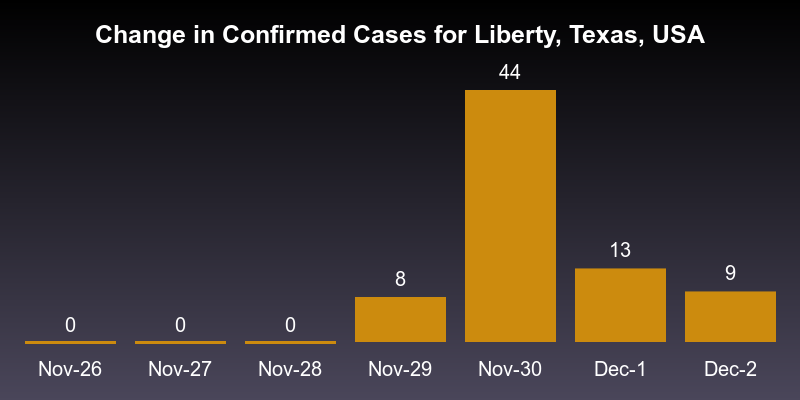 Change in Confirmed Cases for Liberty, Texas, USA
44
13
9
8
0 0 0
Nov-26 Nov-27 Nov-28 Nov-29 Nov-30 Dec-1 Dec-2